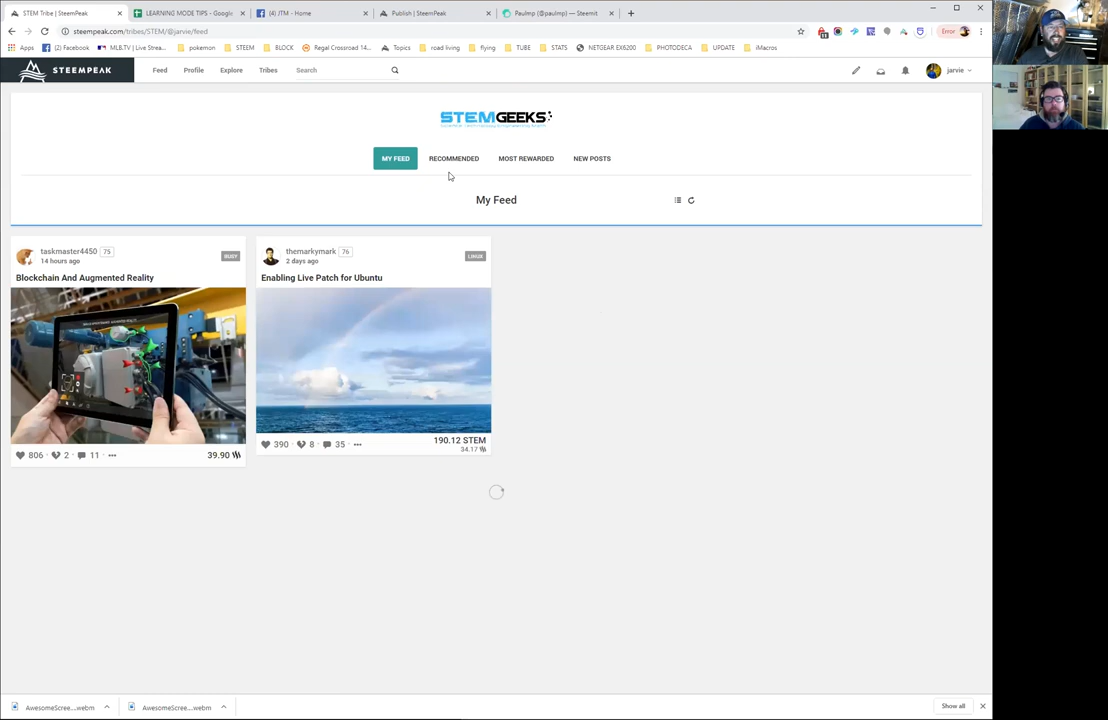 STEM Tribe | SteemPeak
LEARNING MODE TIPS - Google
(4) JTM - Home
Publish | SteemPeak
Paulmp (@paulmp) — Steemit
steempeak.com/tribes/STEM/@jarvie/feed
Error
Apps
(2) Facebook
MLB.TV | Live Strea...
pokemon
STEEM
BLOCK
Regal Crossroad 14...
Topics
road living
flying
TUBE
STATS
NETGEAR EX6200
PHOTODECA
UPDATE
iMacros
STEEMPEAK
Feed
Profile
Explore
Tribes
Search
jarvie
STEMGEEKS
MY FEED
RECOMMENDED
MOST REWARDED
NEW POSTS
My Feed
taskmaster4450 75
14 hours ago
BUSY
Blockchain And Augmented Reality
806 · 2 · 11 · •••
39.90
themarkymark 76
2 days ago
LINUX
Enabling Live Patch for Ubuntu
390 · 8 · 35 · •••
190.12 STEM
34.17
AwesomeScree....webm
AwesomeScree....webm
Show all